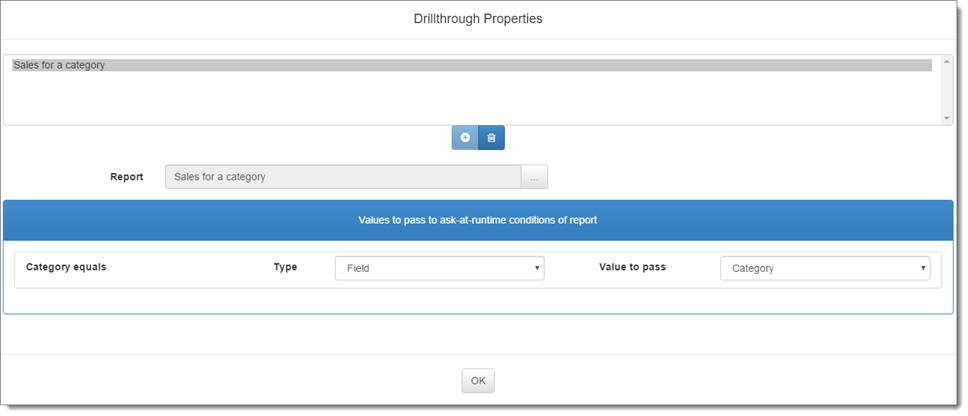 Drillthrough Properties
Sales for a category
Report Sales for a category ...
Values to pass to ask-at-runtime conditions of report
Category equals Type Field Value to pass Category
OK